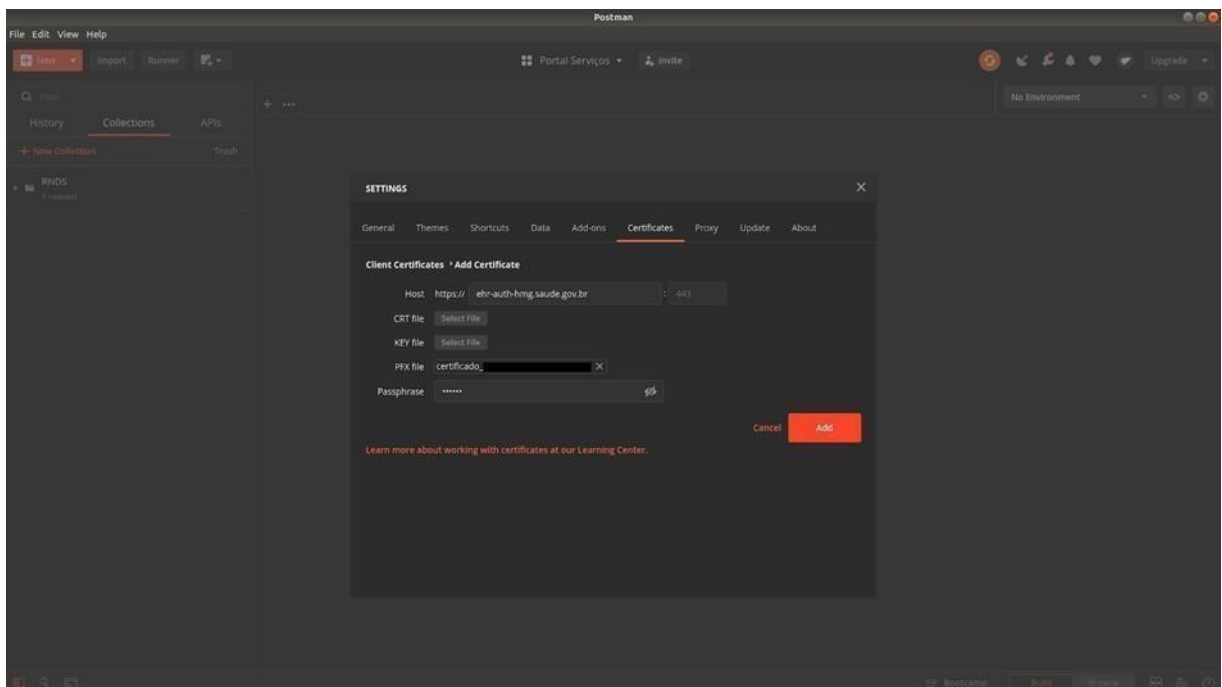 Postman
File Edit View Help
New Import Runner Portal Serviços Invite Upgrade
Filter No Environment
History Collections APIs
New Collection Trash
RNDS
1 request
SETTINGS
General Themes Shortcuts Data Add-ons Certificates Proxy Update About
Client Certificates Add Certificate
Host https:// ehr-auth-hmg.saude.gov.br : 443
CRT file Select File
KEY file Select File
PFX file certificado_
Passphrase ••••••
Cancel Add
Learn more about working with certificates at our Learning Center.
Bootcamp Build Browse